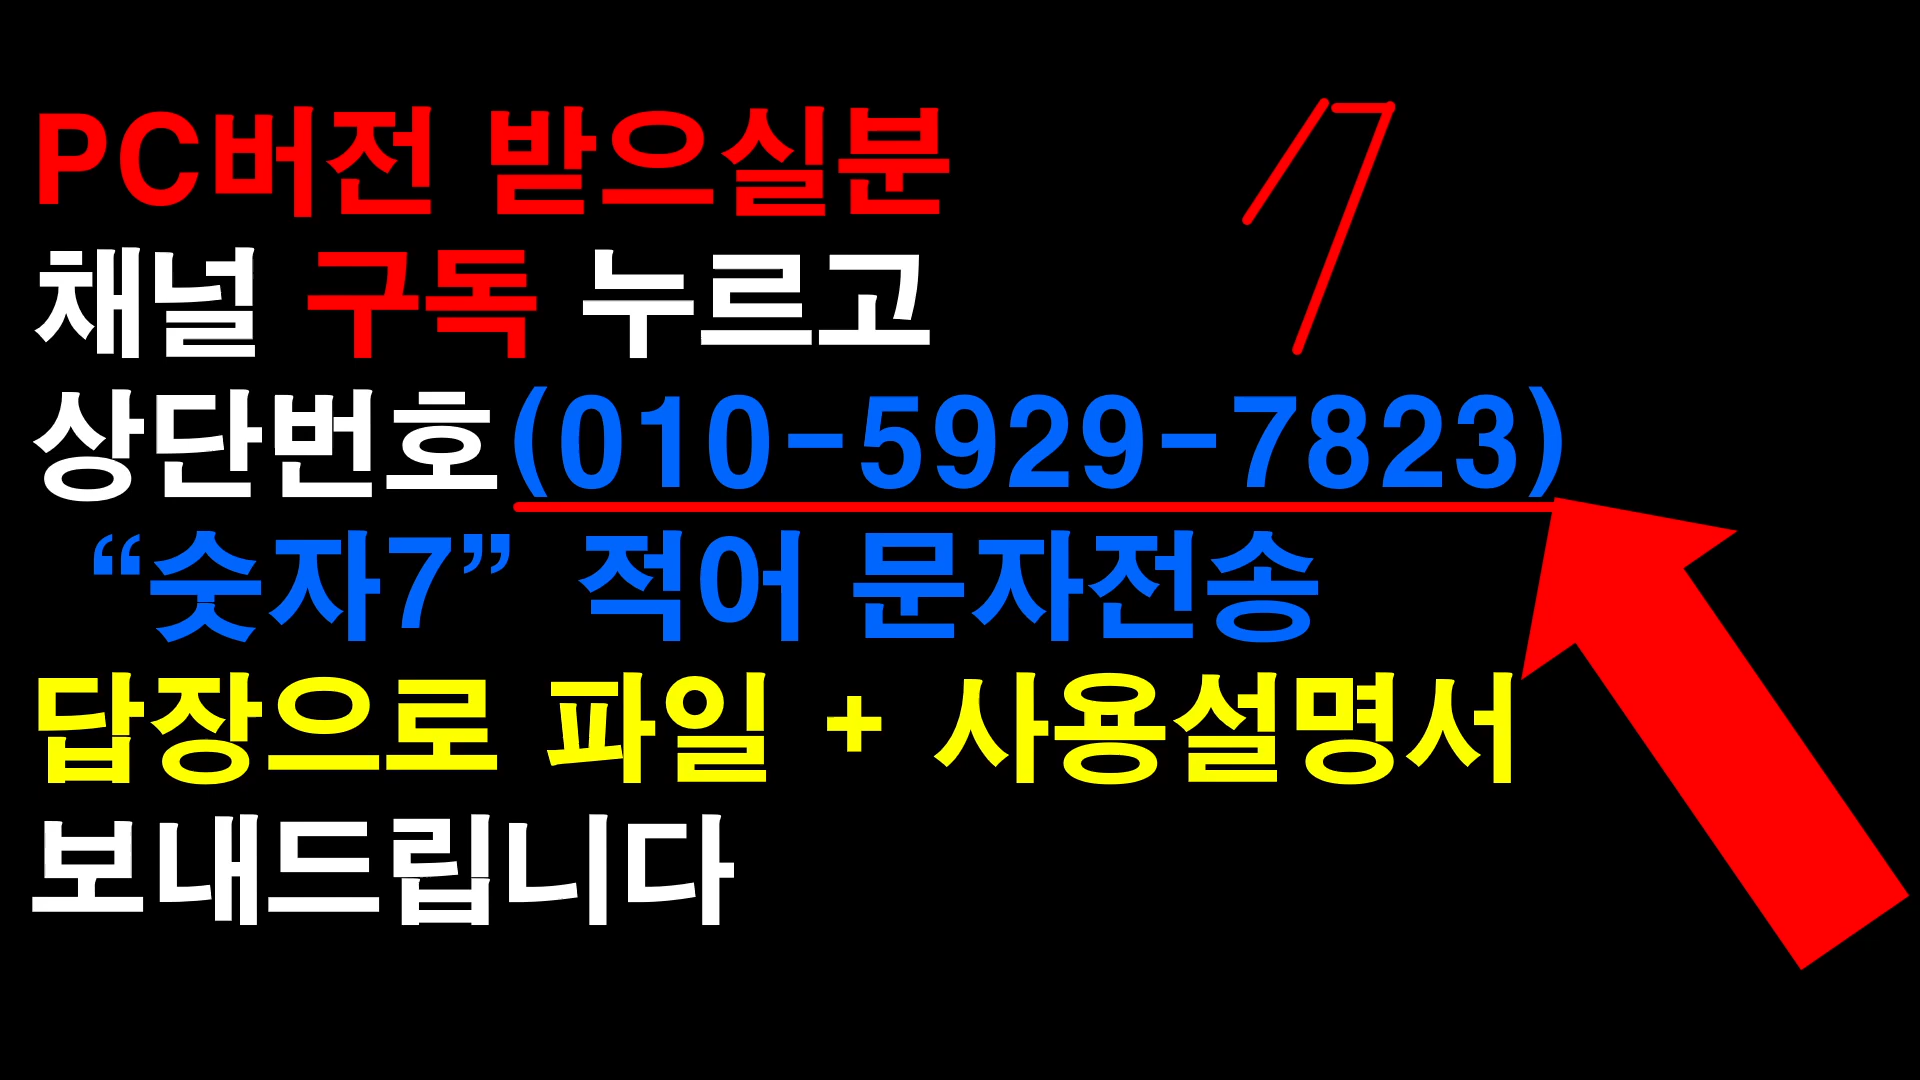 PC버전 받으실분
채널 구독 누르고
상단번호(010-5929-7823)
“숫자7” 적어 문자전송
답장으로 파일 + 사용설명서
보내드립니다
7